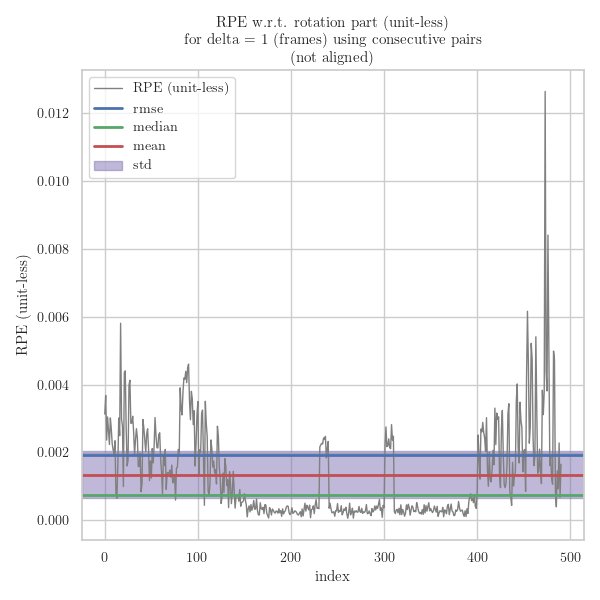 RPE w.r.t. rotation part (unit-less)
for delta = 1 (frames) using consecutive pairs
(not aligned)
RPE (unit-less)
rmse
median
mean
std
RPE (unit-less)
0.012
0.010
0.008
0.006
0.004
0.002
0.000
0
100
200
300
400
500
index